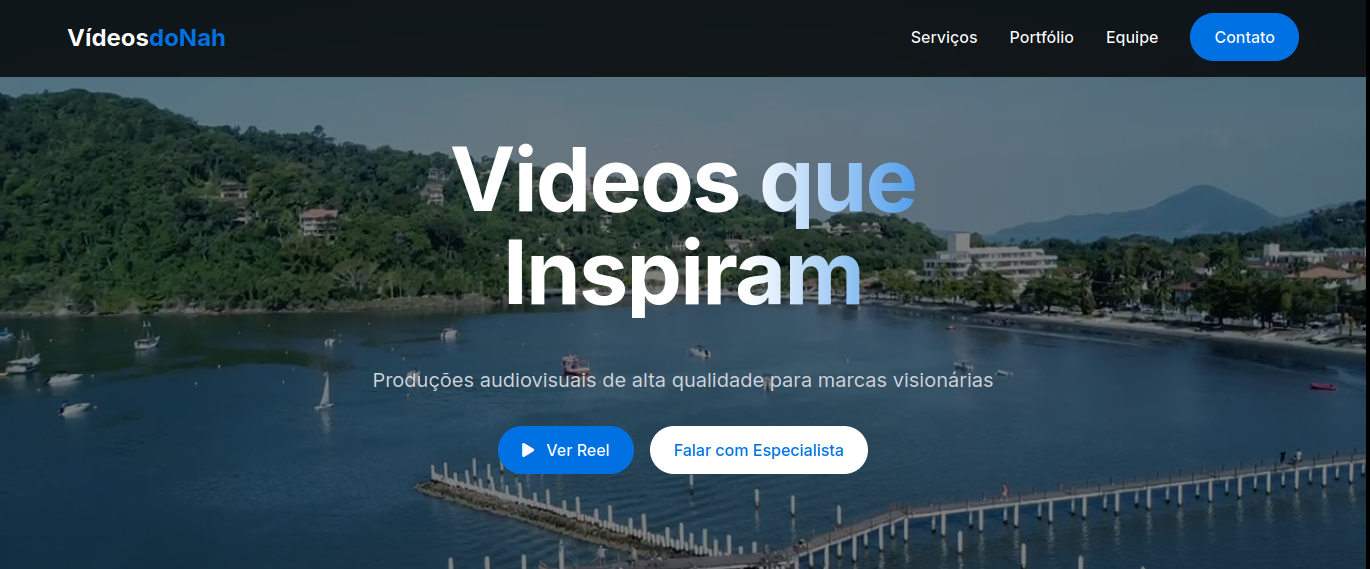 VídeosdoNah
Serviços Portfólio Equipe Contato
Videos que
Inspiram
Produções audiovisuais de alta qualidade para marcas visionárias
Ver Reel Falar com Especialista